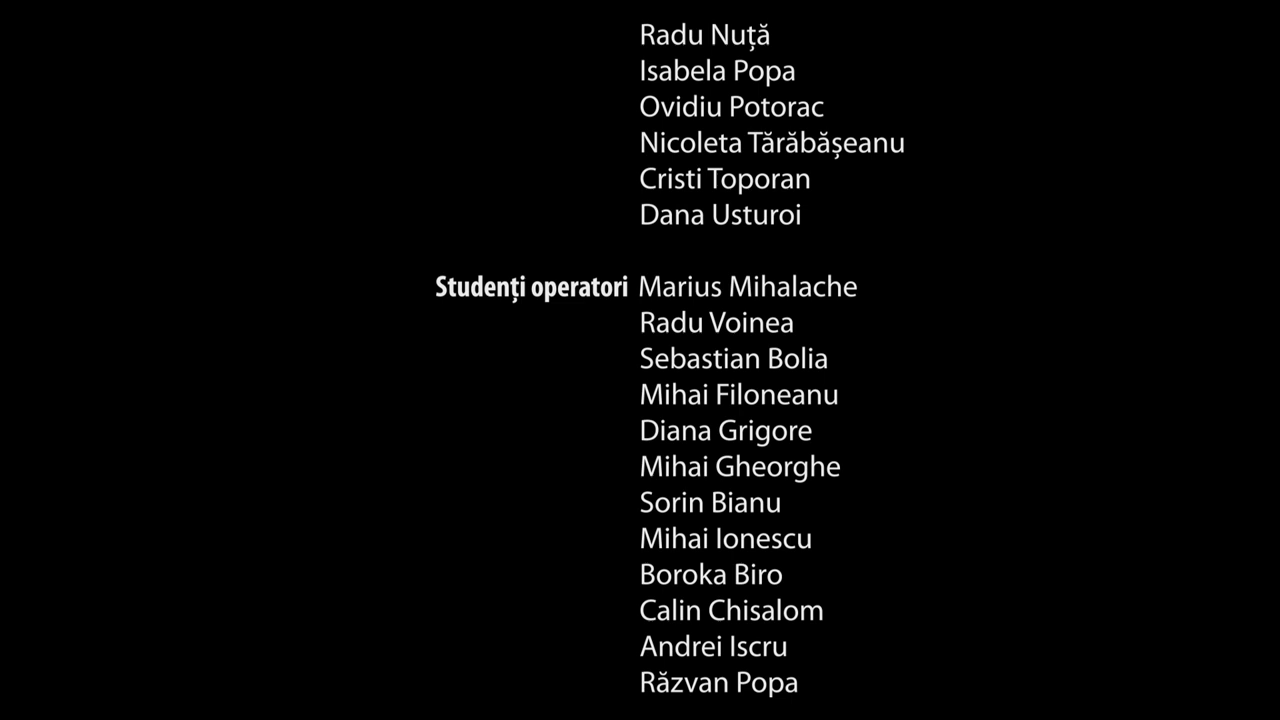 Radu Nuță
Isabela Popa
Ovidiu Potorac
Nicoleta Tărăbășeanu
Cristi Toporan
Dana Usturoi
Studenți operatori Marius Mihalache
Radu Voinea
Sebastian Bolia
Mihai Filoneanu
Diana Grigore
Mihai Gheorghe
Sorin Bianu
Mihai Ionescu
Boroka Biro
Calin Chisalom
Andrei Iscru
Răzvan Popa